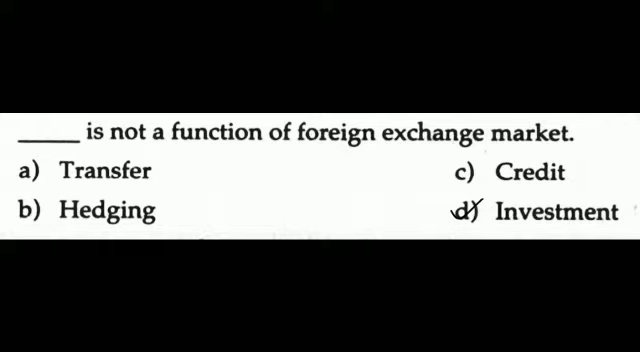 _____ is not a function of foreign exchange market.
a) Transfer
c) Credit
b) Hedging
d) Investment